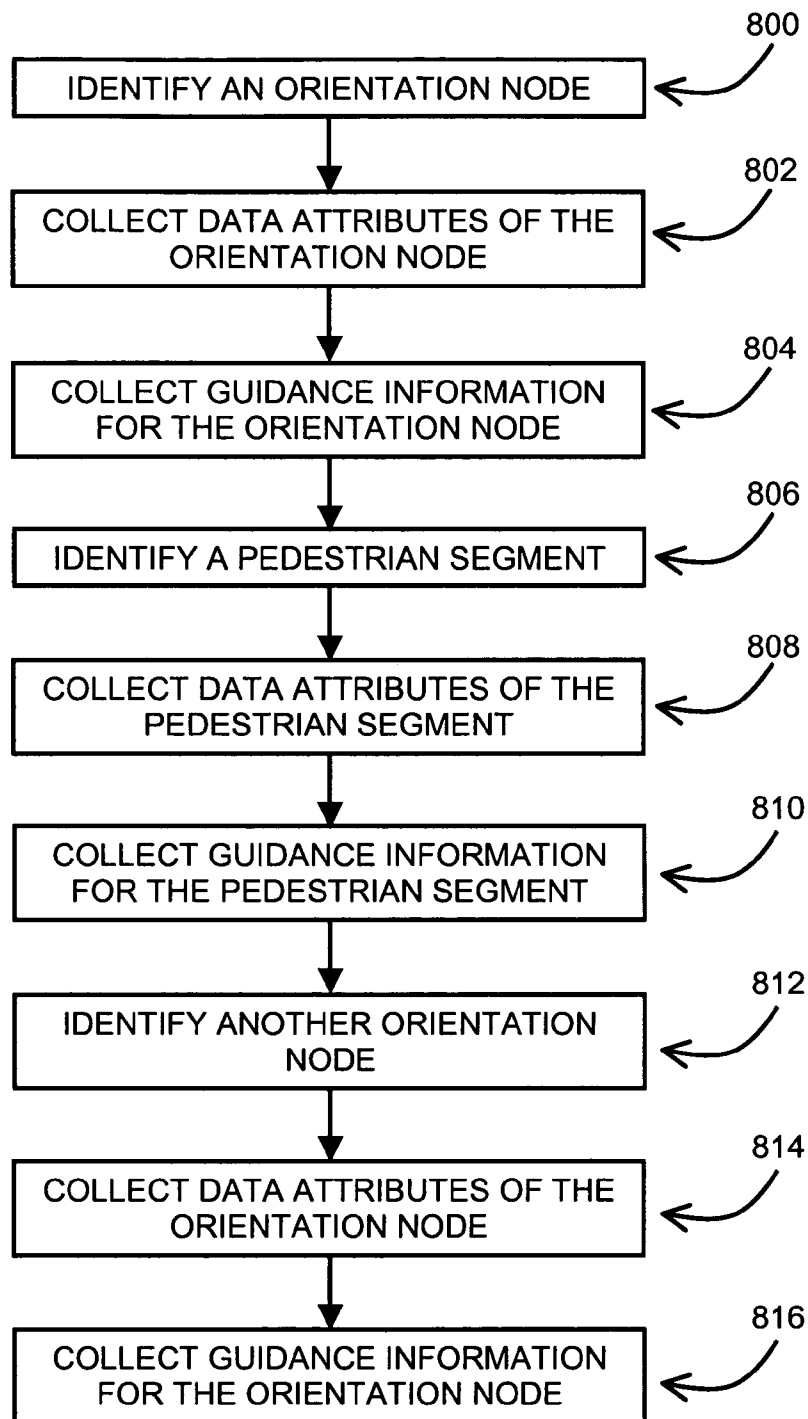 800
IDENTIFY AN ORIENTATION NODE
802
COLLECT DATA ATTRIBUTES OF THE
ORIENTATION NODE
804
COLLECT GUIDANCE INFORMATION
FOR THE ORIENTATION NODE
806
IDENTIFY A PEDESTRIAN SEGMENT
808
COLLECT DATA ATTRIBUTES OF THE
PEDESTRIAN SEGMENT
810
COLLECT GUIDANCE INFORMATION
FOR THE PEDESTRIAN SEGMENT
812
IDENTIFY ANOTHER ORIENTATION
NODE
814
COLLECT DATA ATTRIBUTES OF THE
ORIENTATION NODE
816
COLLECT GUIDANCE INFORMATION
FOR THE ORIENTATION NODE